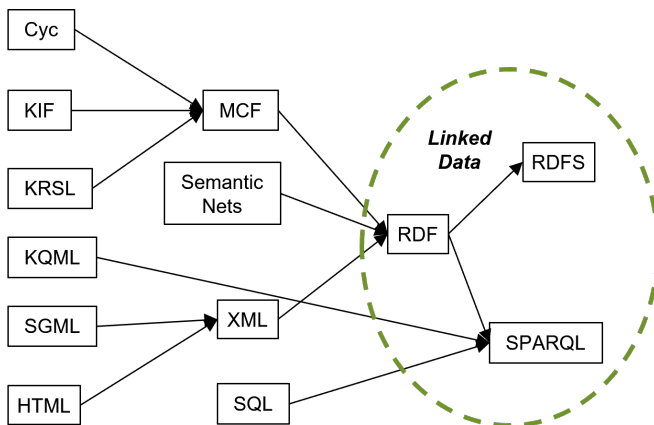 Cyc
KIF
MCF
KRSL
Semantic
Nets
Linked
Data
RDFS
RDF
KQML
SGML
XML
SPARQL
HTML
SQL